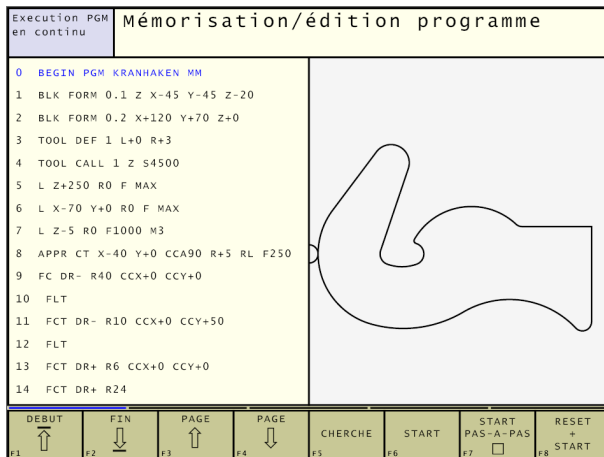 Execution PGM
en continu
Mémorisation/édition programme
0 BEGIN PGM KRANHAKEN MM
1 BLK FORM 0.1 Z X-45 Y-45 Z-20
2 BLK FORM 0.2 X+120 Y+70 Z+0
3 TOOL DEF 1 L+0 R+3
4 TOOL CALL 1 Z S4500
5 L Z+250 R0 F MAX
6 L X-70 Y+0 R0 F MAX
7 L Z-5 R0 F1000 M3
8 APPR CT X-40 Y+0 CCA90 R+5 RL F250
9 FC DR- R40 CCX+0 CCY+0
10 FLT
11 FCT DR- R10 CCX+0 CCY+50
12 FLT
13 FCT DR+ R6 CCX+0 CCY+0
14 FCT DR+ R24
DEBUT
F1
FIN
F2
PAGE
F3
PAGE
F4
CHERCHE
F5
START
F6
START
PAS-A-PAS
F7
RESET
+
START
F8